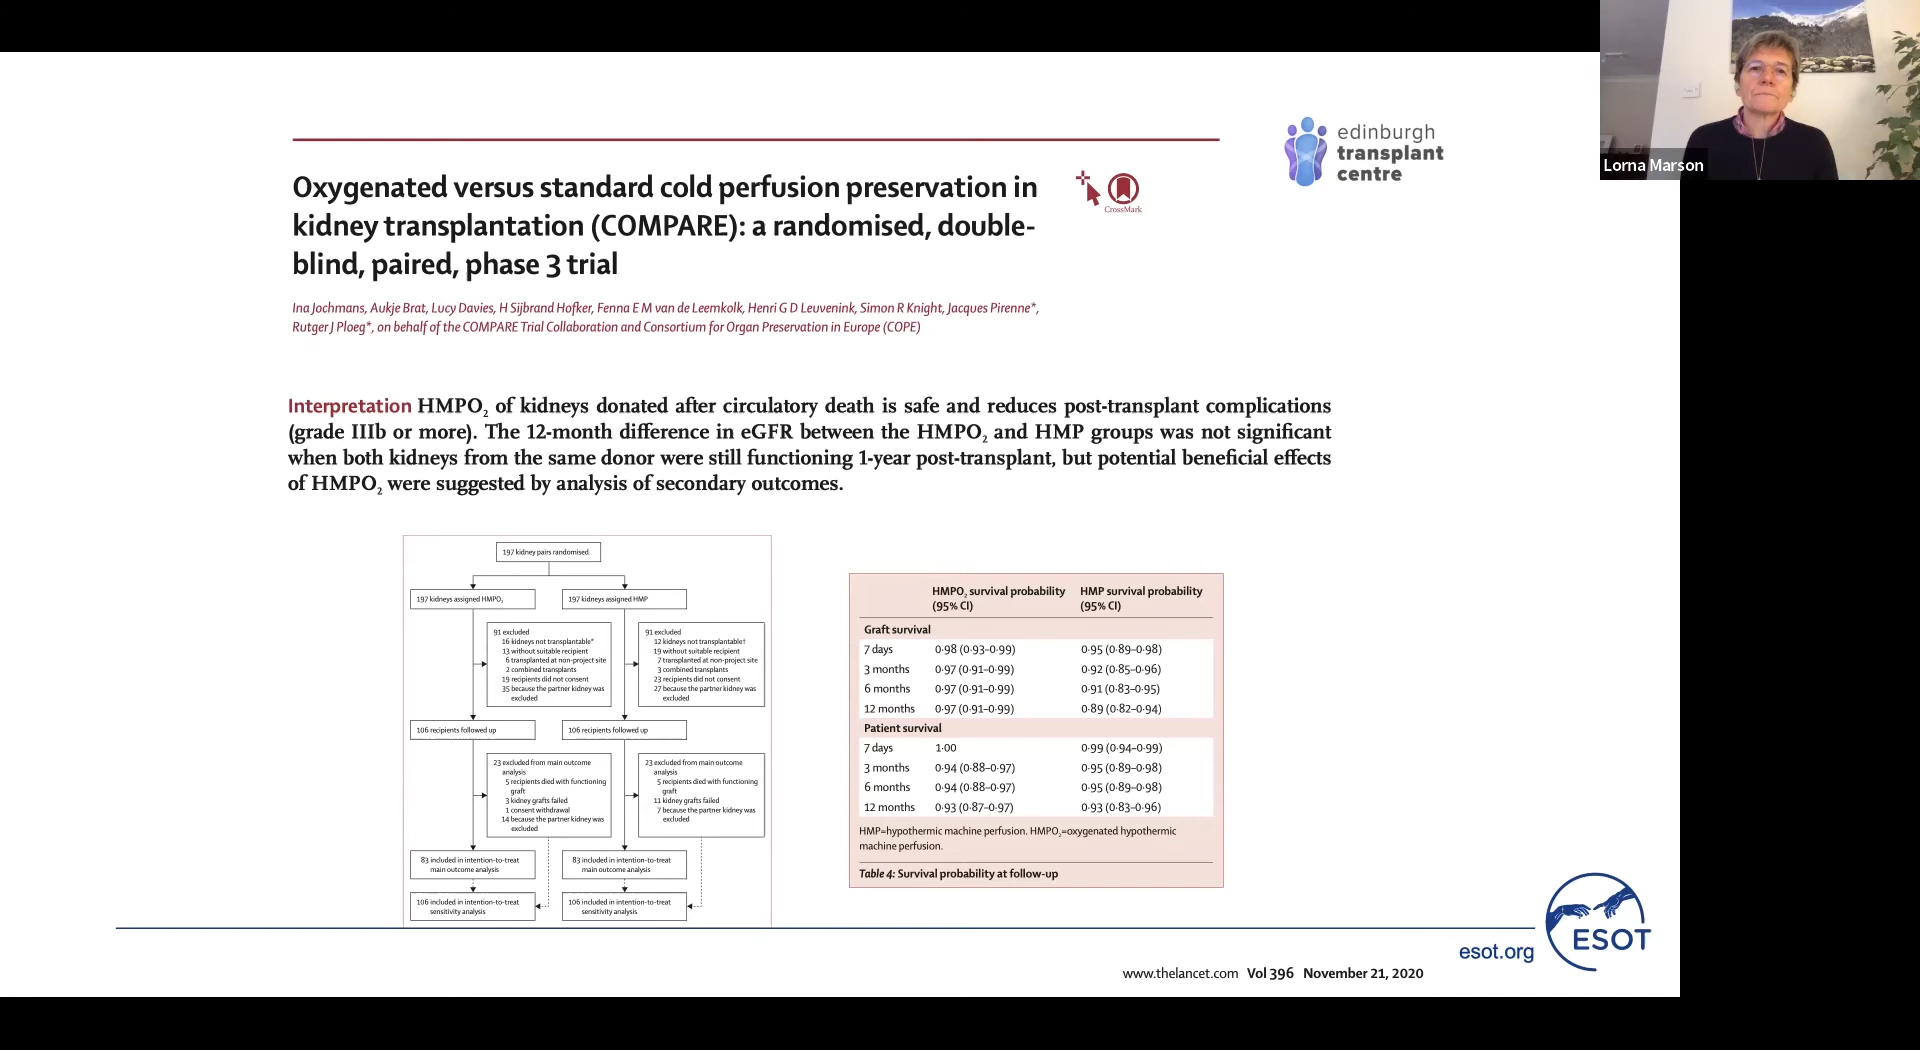 Lorna Marson
edinburgh
transplant
centre
Oxygenated versus standard cold perfusion preservation in
kidney transplantation (COMPARE): a randomised, double-
blind, paired, phase 3 trial
CrossMark
Ina Jochmans, Aukje Brat, Lucy Davies, H Sijbrand Hofker, Fenna E M van de Leemkolk, Henri G D Leuvenink, Simon R Knight, Jacques Pirenne*,
Rutger J Ploeg*, on behalf of the COMPARE Trial Collaboration and Consortium for Organ Preservation in Europe (COPE)
Interpretation HMPO₂ of kidneys donated after circulatory death is safe and reduces post-transplant complications
(grade IIIb or more). The 12-month difference in eGFR between the HMPO₂ and HMP groups was not significant
when both kidneys from the same donor were still functioning 1-year post-transplant, but potential beneficial effects
of HMPO₂ were suggested by analysis of secondary outcomes.
197 kidney pairs randomised
197 kidneys assigned HMPO₂
197 kidneys assigned HMP
91 excluded
16 kidneys not transplantable*
13 without suitable recipient
6 transplanted at non-project site
2 combined transplants
19 recipients did not consent
35 because the partner kidney was
excluded
91 excluded
12 kidneys not transplantable†
19 without suitable recipient
7 transplanted at non-project site
3 combined transplants
23 recipients did not consent
27 because the partner kidney was
excluded
106 recipients followed up
106 recipients followed up
23 excluded from main outcome
analysis
5 recipients died with functioning
graft
3 kidney grafts failed
1 consent withdrawal
14 because the partner kidney was
excluded
23 excluded from main outcome
analysis
5 recipients died with functioning
graft
11 kidney grafts failed
7 because the partner kidney was
excluded
83 included in intention-to-treat
main outcome analysis
83 included in intention-to-treat
main outcome analysis
106 included in intention-to-treat
sensitivity analysis
106 included in intention-to-treat
sensitivity analysis
HMPO₂ survival probability HMP survival probability
(95% CI) (95% CI)
Graft survival
7 days 0·98 (0·93–0·99) 0·95 (0·89–0·98)
3 months 0·97 (0·91–0·99) 0·92 (0·85–0·96)
6 months 0·97 (0·91–0·99) 0·91 (0·83–0·95)
12 months 0·97 (0·91–0·99) 0·89 (0·82–0·94)
Patient survival
7 days 1·00 0·99 (0·94–0·99)
3 months 0·94 (0·88–0·97) 0·95 (0·89–0·98)
6 months 0·94 (0·88–0·97) 0·95 (0·89–0·98)
12 months 0·93 (0·87–0·97) 0·93 (0·83–0·96)
HMP=hypothermic machine perfusion. HMPO₂=oxygenated hypothermic
machine perfusion.
Table 4: Survival probability at follow-up
esot.org
ESOT
www.thelancet.com Vol 396 November 21, 2020